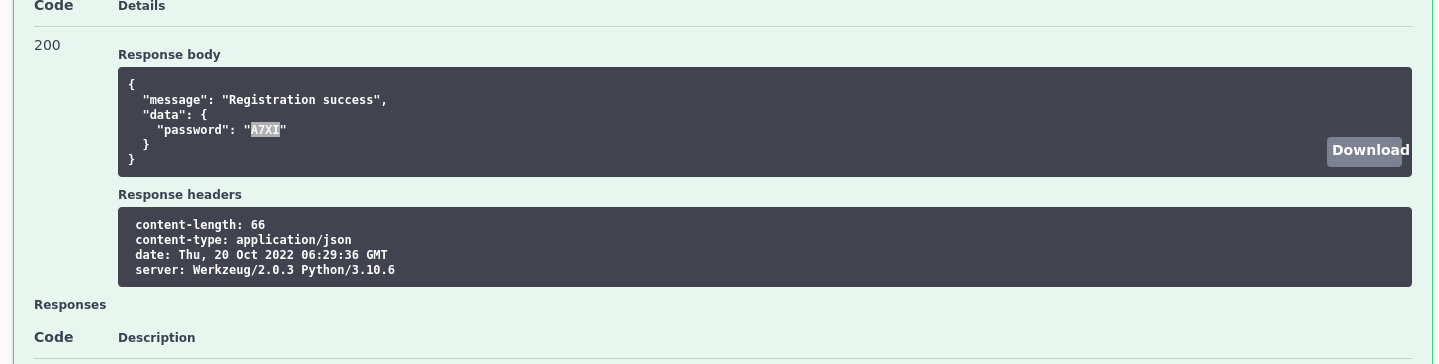 Code Details
200
Response body
{
  "message": "Registration success",
  "data": {
    "password": "A7XI"
  }
}
Download
Response headers
content-length: 66
content-type: application/json
date: Thu, 20 Oct 2022 06:29:36 GMT
server: Werkzeug/2.0.3 Python/3.10.6
Responses
Code Description